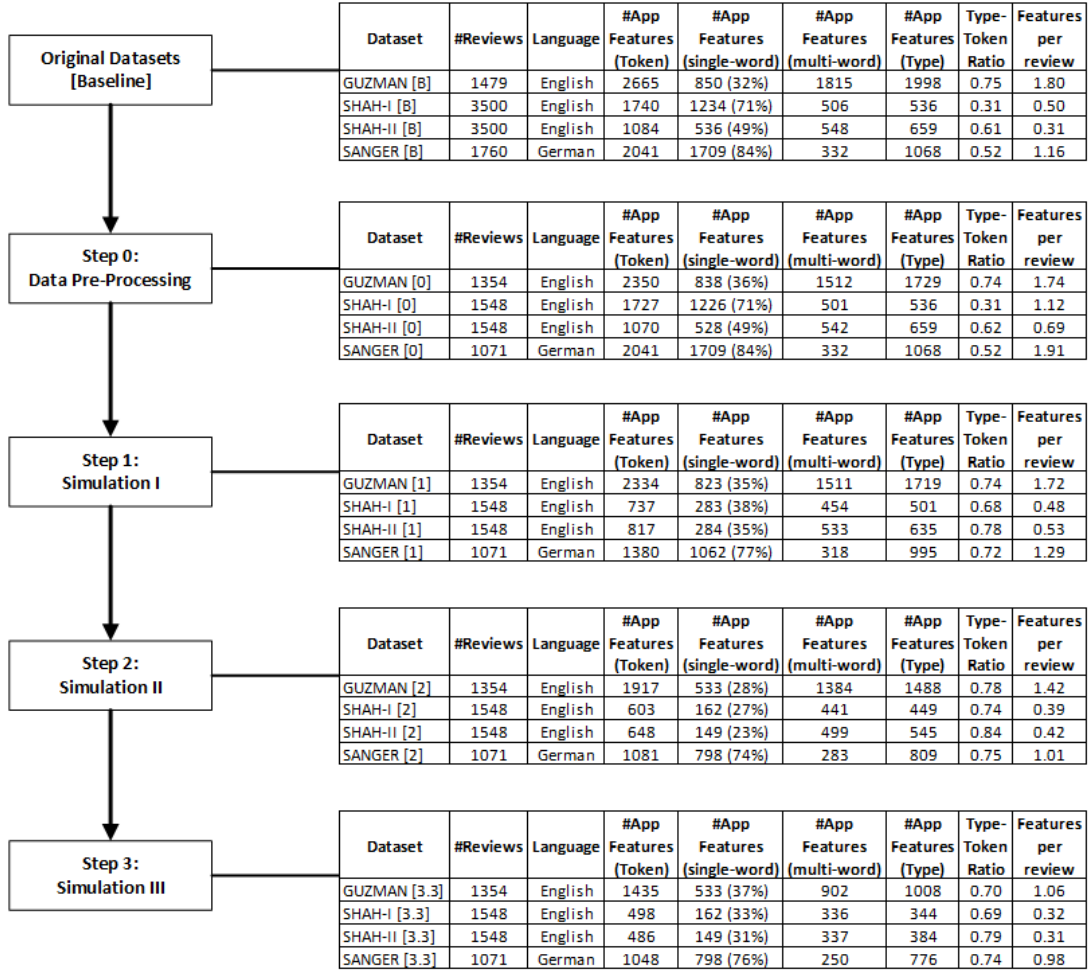 Original Datasets
[Baseline]
Dataset #Reviews Language #App Features (Token) #App Features (single-word) #App Features (multi-word) #App Features (Type) Type-Token Ratio Features per review
GUZMAN [B] 1479 English 2665 850 (32%) 1815 1998 0.75 1.80
SHAH-I [B] 3500 English 1740 1234 (71%) 506 536 0.31 0.50
SHAH-II [B] 3500 English 1084 536 (49%) 548 659 0.61 0.31
SANGER [B] 1760 German 2041 1709 (84%) 332 1068 0.52 1.16
Step 0:
Data Pre-Processing
Dataset #Reviews Language #App Features (Token) #App Features (single-word) #App Features (multi-word) #App Features (Type) Type-Token Ratio Features per review
GUZMAN [0] 1354 English 2350 838 (36%) 1512 1729 0.74 1.74
SHAH-I [0] 1548 English 1727 1226 (71%) 501 536 0.31 1.12
SHAH-II [0] 1548 English 1070 528 (49%) 542 659 0.62 0.69
SANGER [0] 1071 German 2041 1709 (84%) 332 1068 0.52 1.91
Step 1:
Simulation I
Dataset #Reviews Language #App Features (Token) #App Features (single-word) #App Features (multi-word) #App Features (Type) Type-Token Ratio Features per review
GUZMAN [1] 1354 English 2334 823 (35%) 1511 1719 0.74 1.72
SHAH-I [1] 1548 English 737 283 (38%) 454 501 0.68 0.48
SHAH-II [1] 1548 English 817 284 (35%) 533 635 0.78 0.53
SANGER [1] 1071 German 1380 1062 (77%) 318 995 0.72 1.29
Step 2:
Simulation II
Dataset #Reviews Language #App Features (Token) #App Features (single-word) #App Features (multi-word) #App Features (Type) Type-Token Ratio Features per review
GUZMAN [2] 1354 English 1917 533 (28%) 1384 1488 0.78 1.42
SHAH-I [2] 1548 English 603 162 (27%) 441 449 0.74 0.39
SHAH-II [2] 1548 English 648 149 (23%) 499 545 0.84 0.42
SANGER [2] 1071 German 1081 798 (74%) 283 809 0.75 1.01
Step 3:
Simulation III
Dataset #Reviews Language #App Features (Token) #App Features (single-word) #App Features (multi-word) #App Features (Type) Type-Token Ratio Features per review
GUZMAN [3.3] 1354 English 1435 533 (37%) 902 1008 0.70 1.06
SHAH-I [3.3] 1548 English 498 162 (33%) 336 344 0.69 0.32
SHAH-II [3.3] 1548 English 486 149 (31%) 337 384 0.79 0.31
SANGER [3.3] 1071 German 1048 798 (76%) 250 776 0.74 0.98